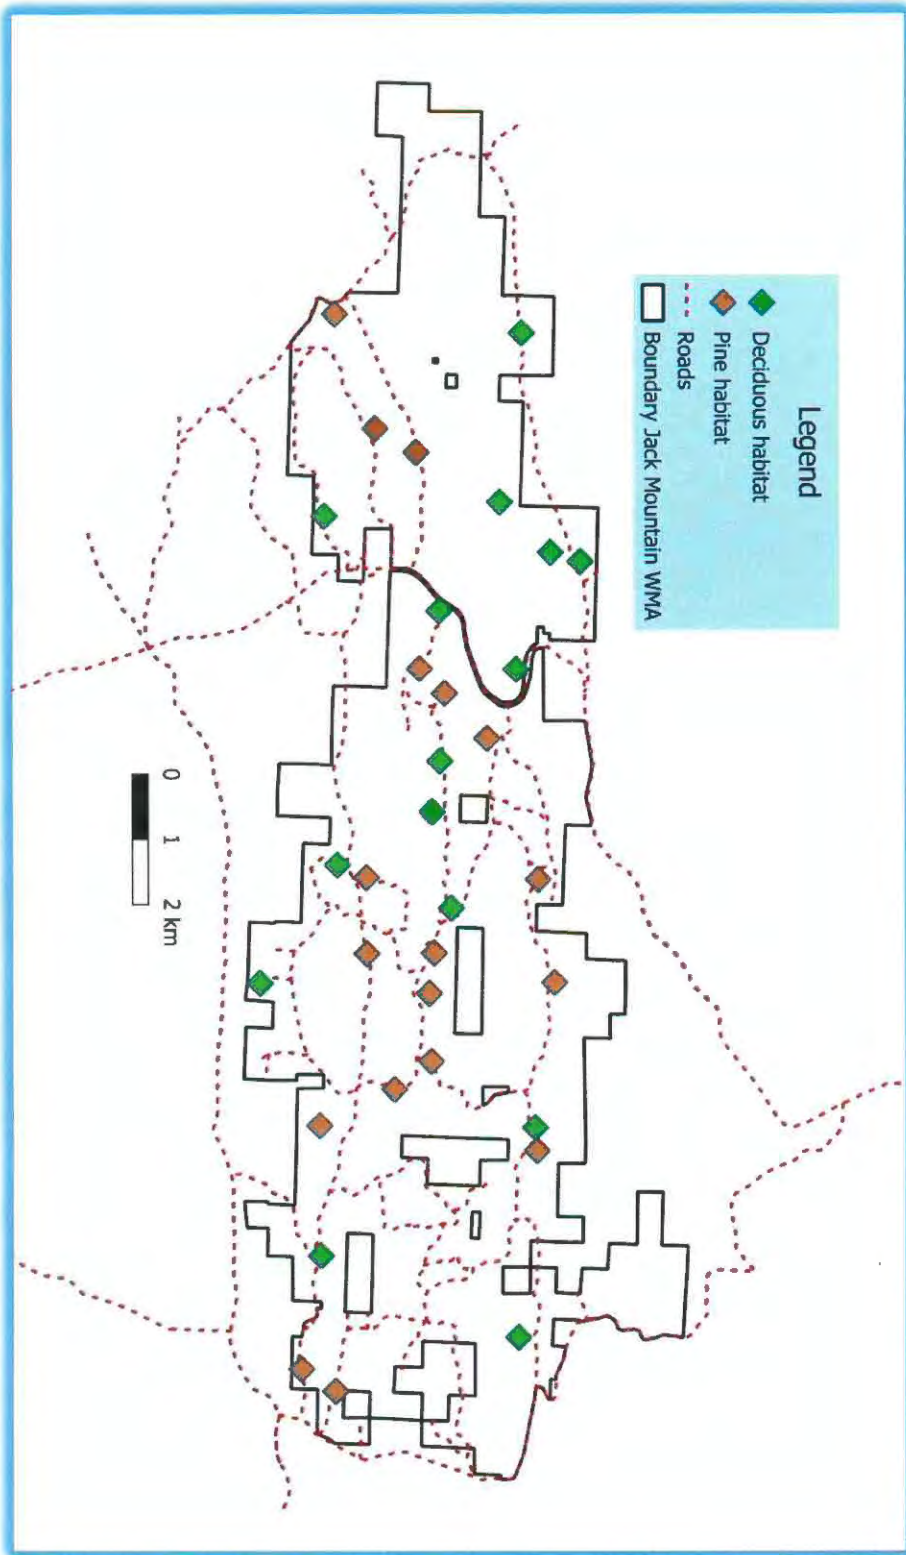 Legend
Deciduous habitat
Pine habitat
Roads
Boundary Jack Mountain WMA
0 1 2 km